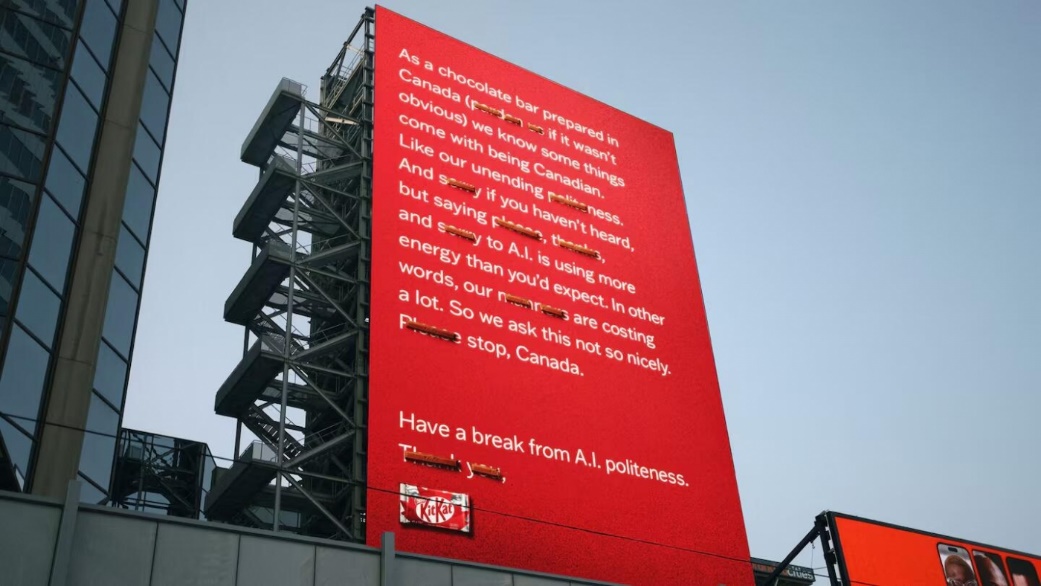 As a chocolate bar prepared in
Canada (pardon us if it wasn't
obvious) we know some things
come with being Canadian.
Like our unending politeness.
And sorry if you haven't heard,
but saying please, thanks,
and sorry to A.I. is using more
energy than you'd expect. In other
words, our manners are costing
a lot. So we ask this not so nicely.
Please stop, Canada.
Have a break from A.I. politeness.
Thank you,
KitKat